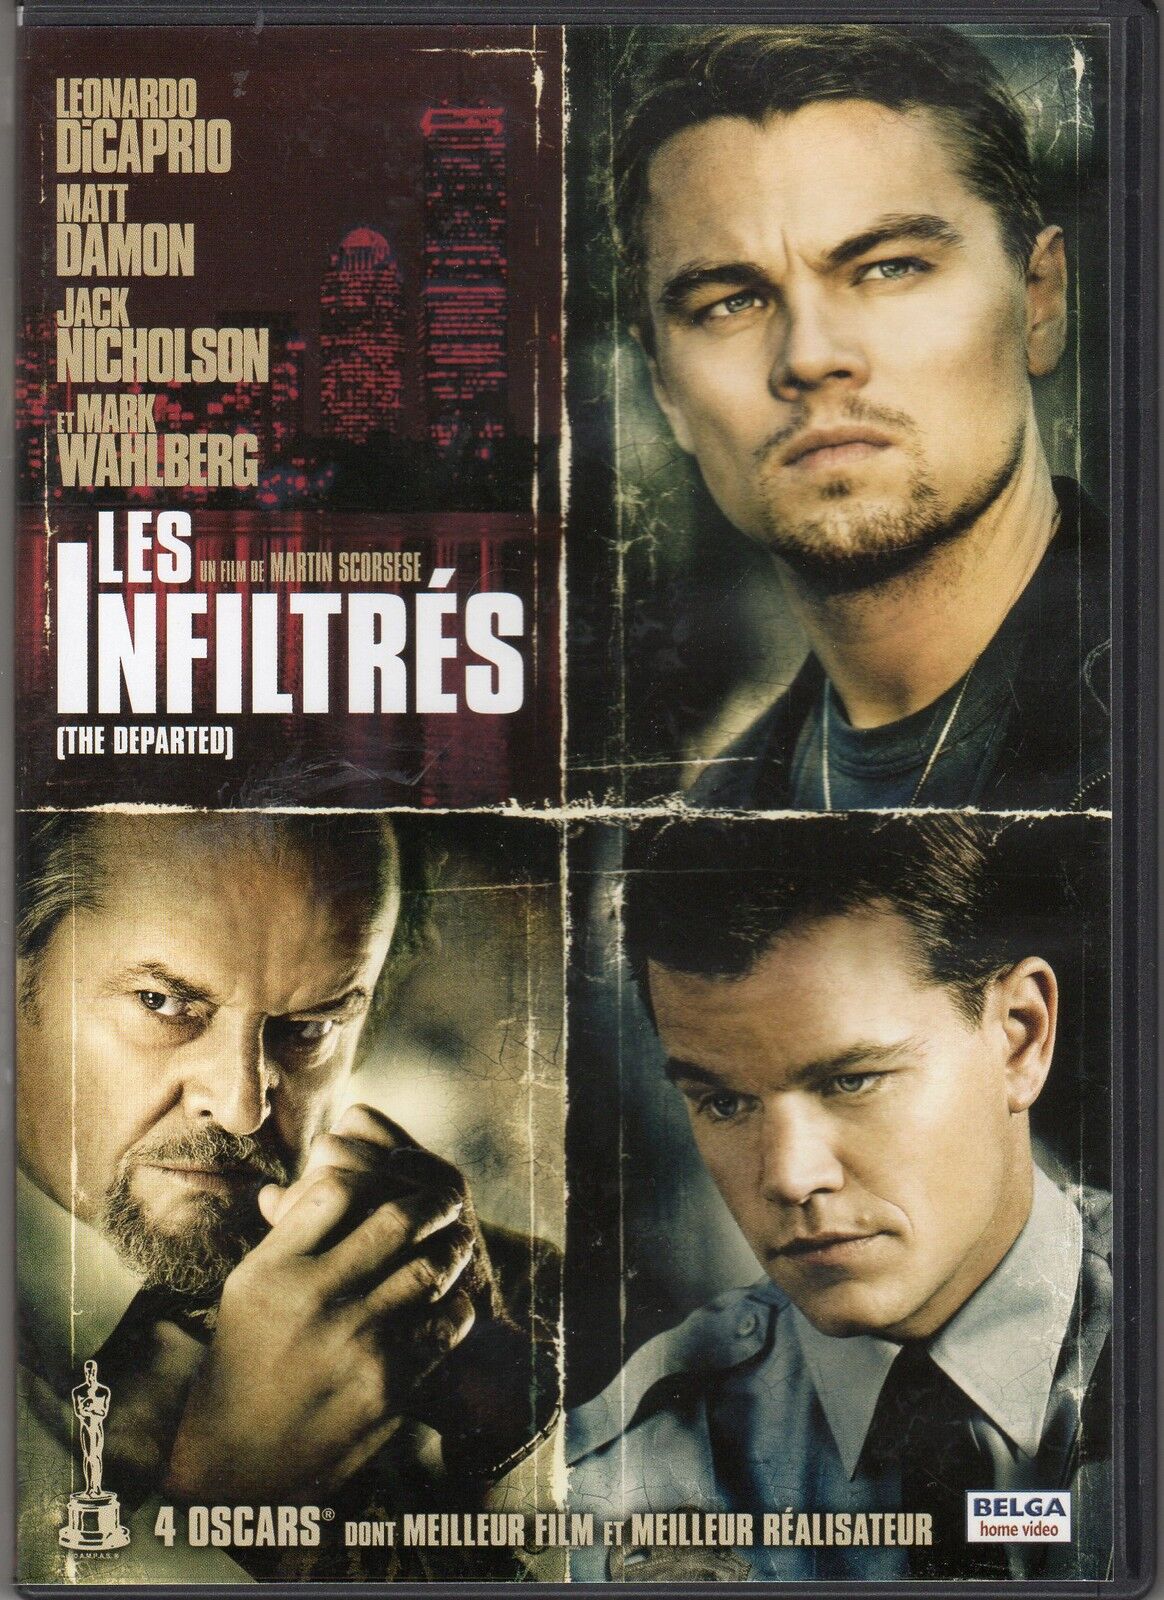 LEONARDO
DiCAPRIO
MATT
DAMON
JACK
NICHOLSON
ET MARK
WAHLBERG
LES
UN FILM DE MARTIN SCORSESE
INFILTRÉS
(THE DEPARTED)
4 OSCARS® DONT MEILLEUR FILM ET MEILLEUR RÉALISATEUR
BELGA
home video
©A.M.P.A.S.®